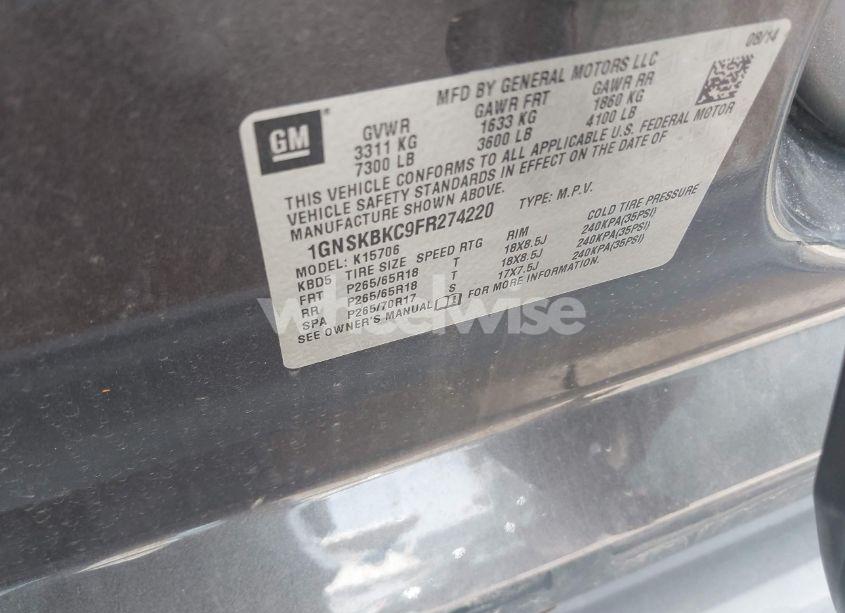 MFD BY GENERAL MOTORS LLC
08/14
GM
GVWR GAWR FRT GAWR RR
3311 KG 1633 KG 1860 KG
7300 LB 3600 LB 4100 LB
THIS VEHICLE CONFORMS TO ALL APPLICABLE U.S. FEDERAL MOTOR
VEHICLE SAFETY STANDARDS IN EFFECT ON THE DATE OF
MANUFACTURE SHOWN ABOVE.
1GNSKBKC9FR274220 TYPE: M.P.V.
MODEL: K15706
KBD5 TIRE SIZE SPEED RTG RIM COLD TIRE PRESSURE
FRT P265/65R18 T 18X8.5J 240KPA(35PSI)
RR P265/65R18 T 18X8.5J 240KPA(35PSI)
SPA P265/70R17 S 17X7.5J 240KPA(35PSI)
SEE OWNER'S MANUAL FOR MORE INFORMATION.
wheelwise